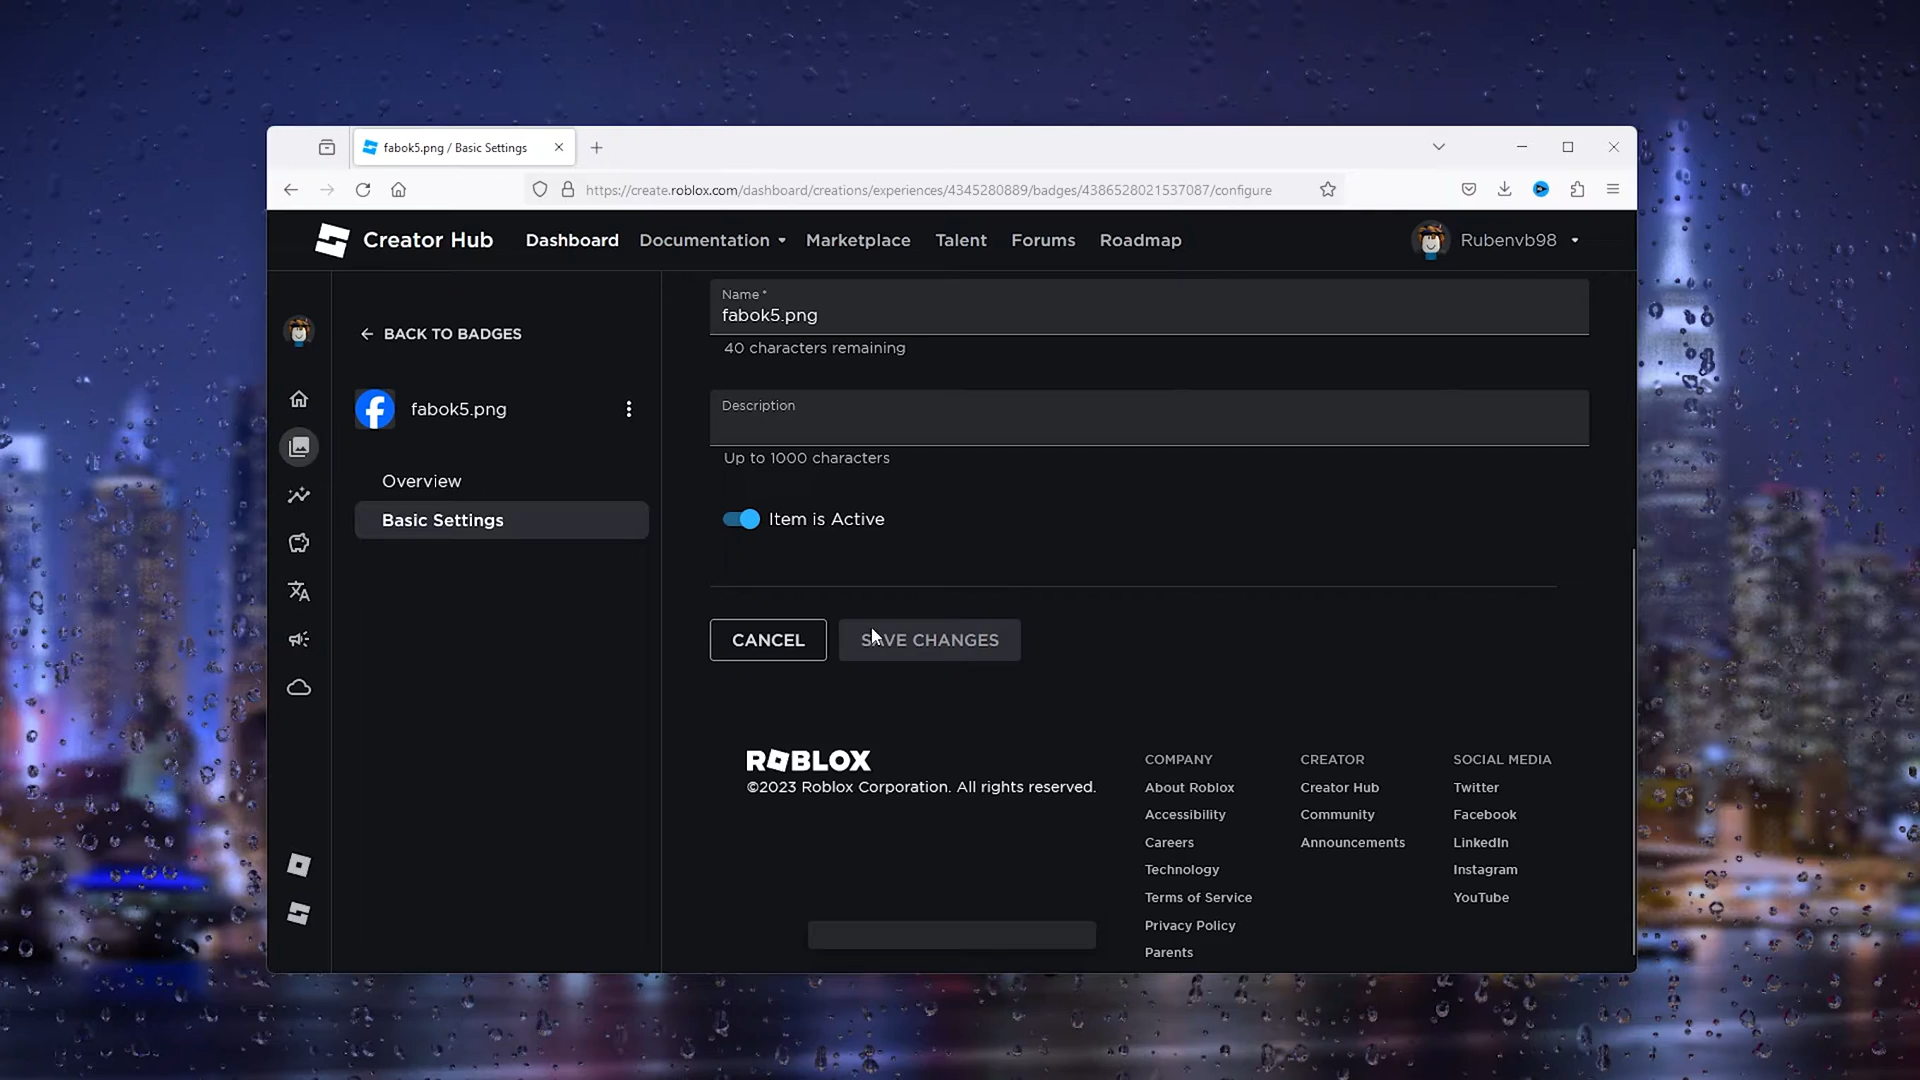 fabok5.png / Basic Settings
https://create.roblox.com/dashboard/creations/experiences/4345280889/badges/4386528021537087/configure
Creator Hub Dashboard Documentation Marketplace Talent Forums Roadmap Rubenvb98
BACK TO BADGES
fabok5.png
Overview
Basic Settings
Name *
fabok5.png
40 characters remaining
Description
Up to 1000 characters
Item is Active
CANCEL SAVE CHANGES
ROBLOX
©2023 Roblox Corporation. All rights reserved.
COMPANY
About Roblox
Accessibility
Careers
Technology
Terms of Service
Privacy Policy
Parents
CREATOR
Creator Hub
Community
Announcements
SOCIAL MEDIA
Twitter
Facebook
LinkedIn
Instagram
YouTube